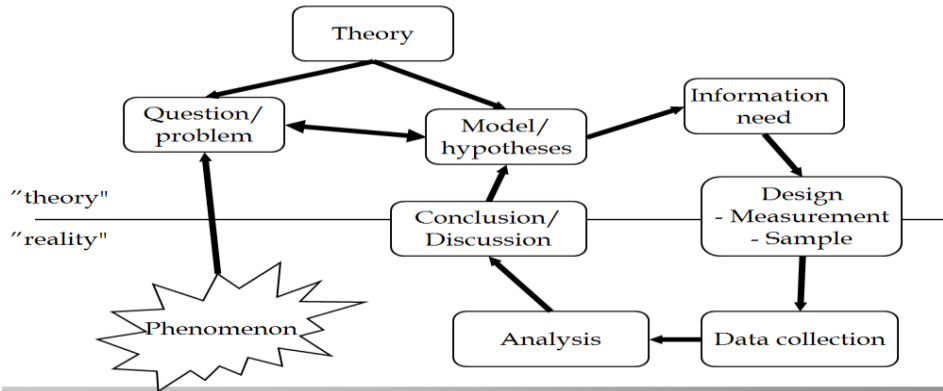 Theory
Question/
problem
Model/
hypotheses
Information
need
″theory"
″reality"
Conclusion/
Discussion
Design
- Measurement
- Sample
Phenomenon
Analysis
Data collection